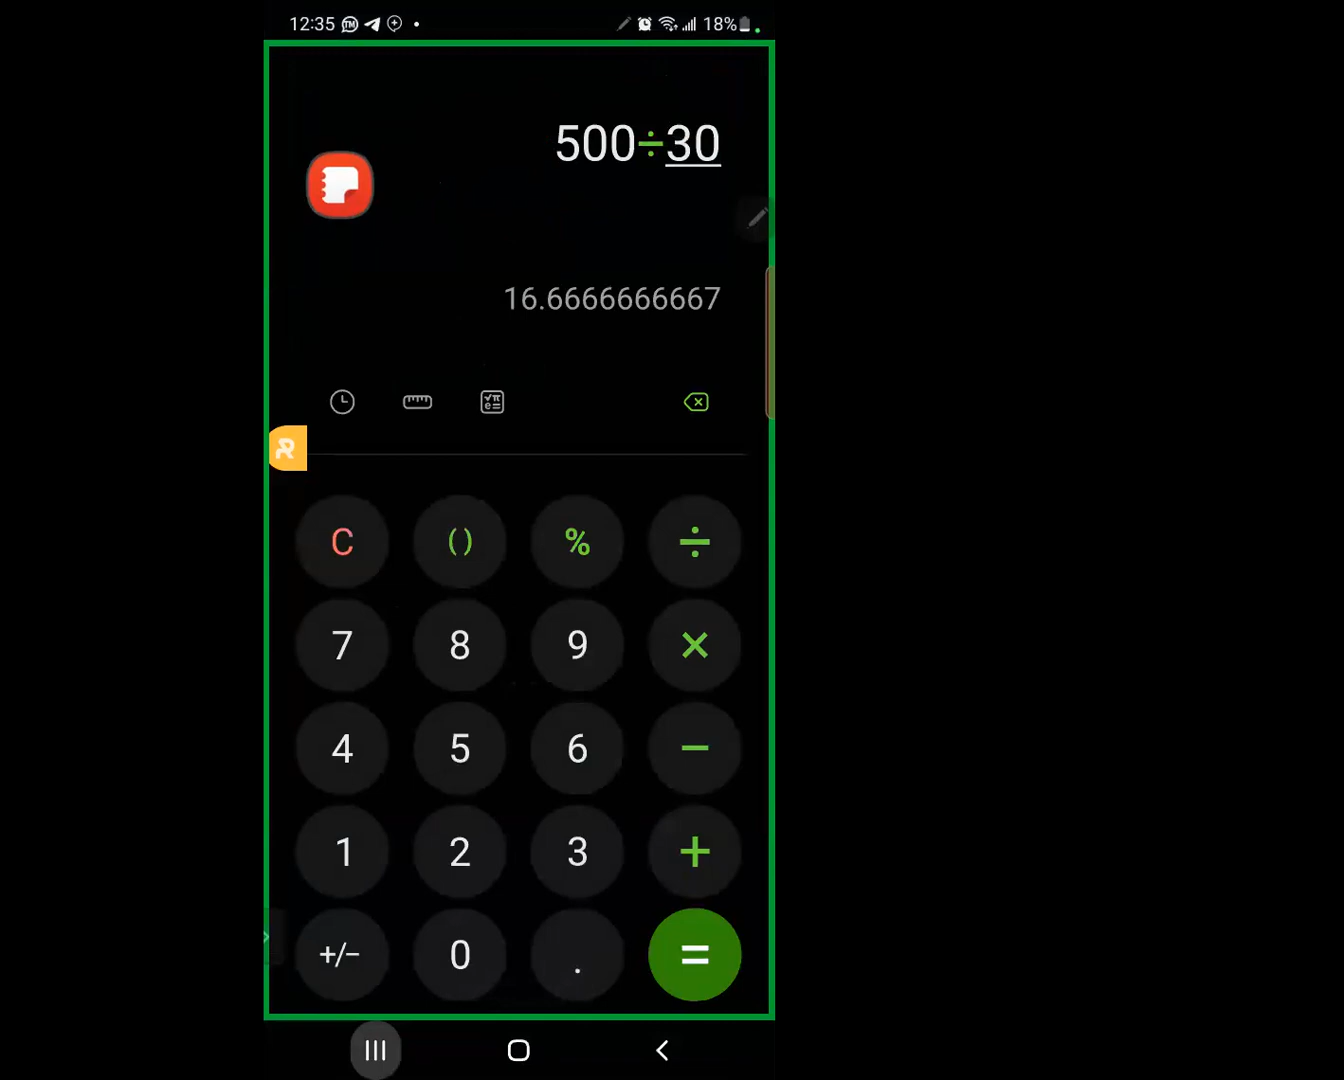 12:35 18%
500÷30
16.6666666667
C () % ÷
7 8 9 ×
4 5 6 −
1 2 3 +
+/− 0 . =